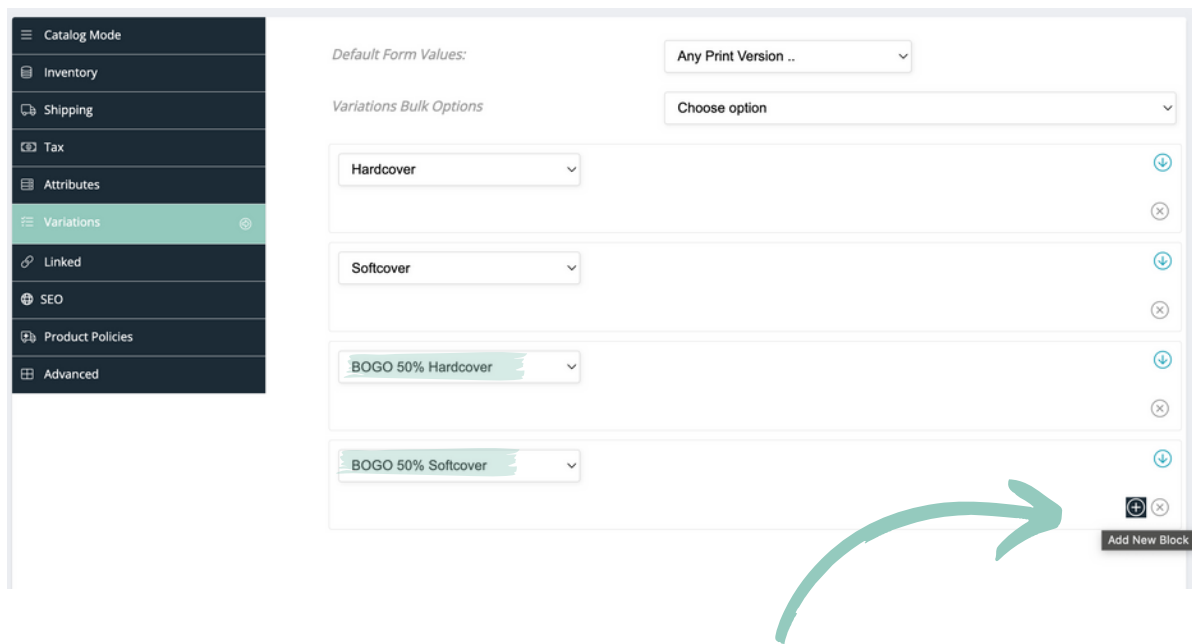 Catalog Mode
Inventory
Shipping
Tax
Attributes
Variations
Linked
SEO
Product Policies
Advanced
Default Form Values:
Any Print Version ..
Variations Bulk Options
Choose option
Hardcover
Softcover
BOGO 50% Hardcover
BOGO 50% Softcover
Add New Block